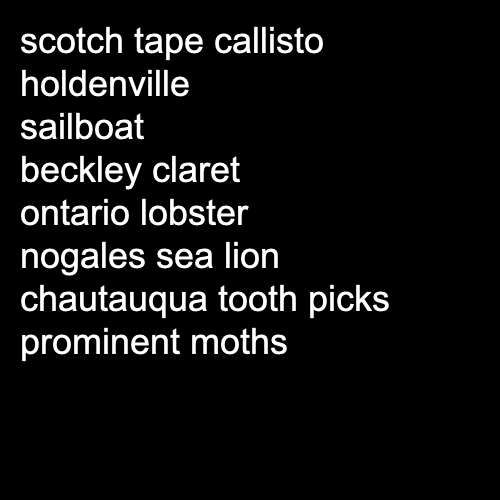 scotch tape callisto
holdenville
sailboat
beckley claret
ontario lobster
nogales sea lion
chautauqua tooth picks
prominent moths